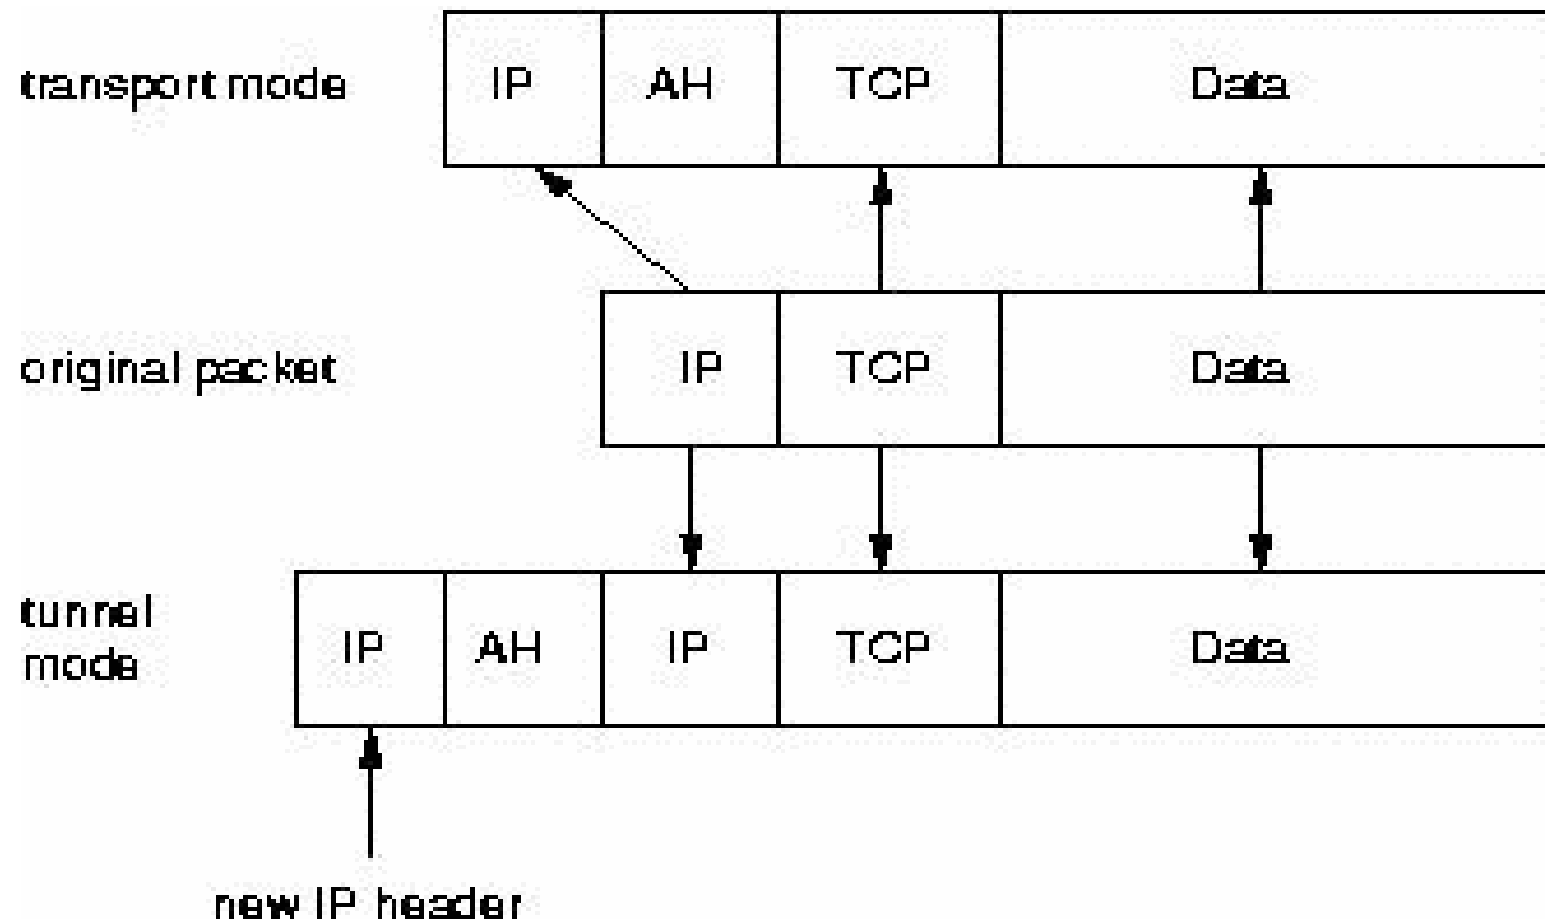 transport mode IP AH TCP Data
original packet IP TCP Data
tunnel
mode
IP AH IP TCP Data
new IP header